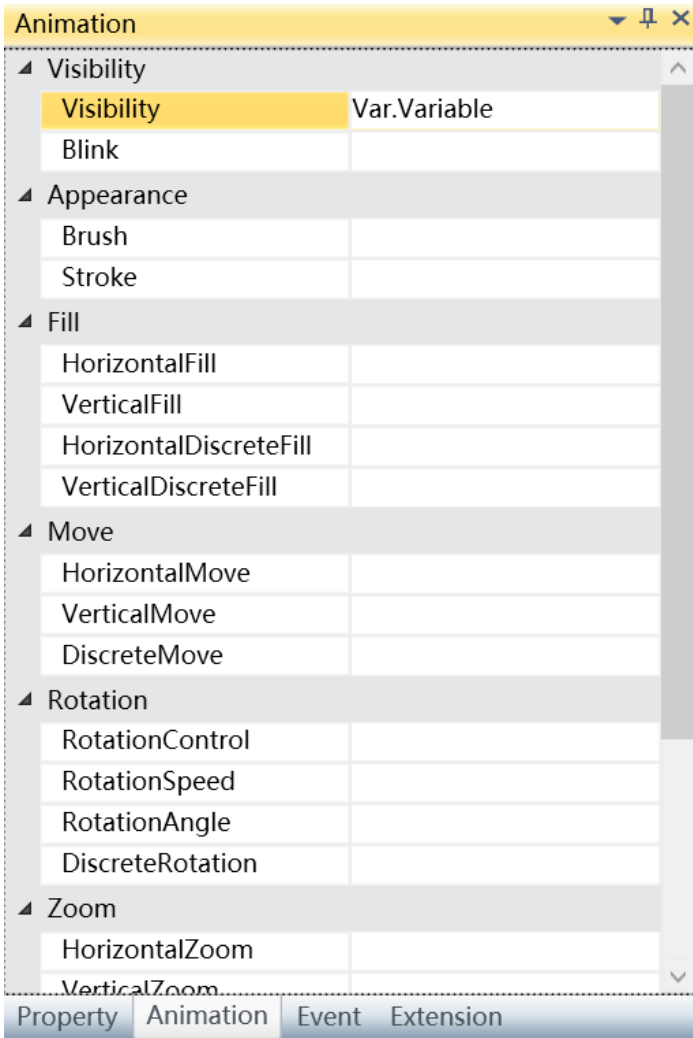 Animation
Visibility
Visibility Var.Variable
Blink
Appearance
Brush
Stroke
Fill
HorizontalFill
VerticalFill
HorizontalDiscreteFill
VerticalDiscreteFill
Move
HorizontalMove
VerticalMove
DiscreteMove
Rotation
RotationControl
RotationSpeed
RotationAngle
DiscreteRotation
Zoom
HorizontalZoom
VerticalZoom
Property Animation Event Extension